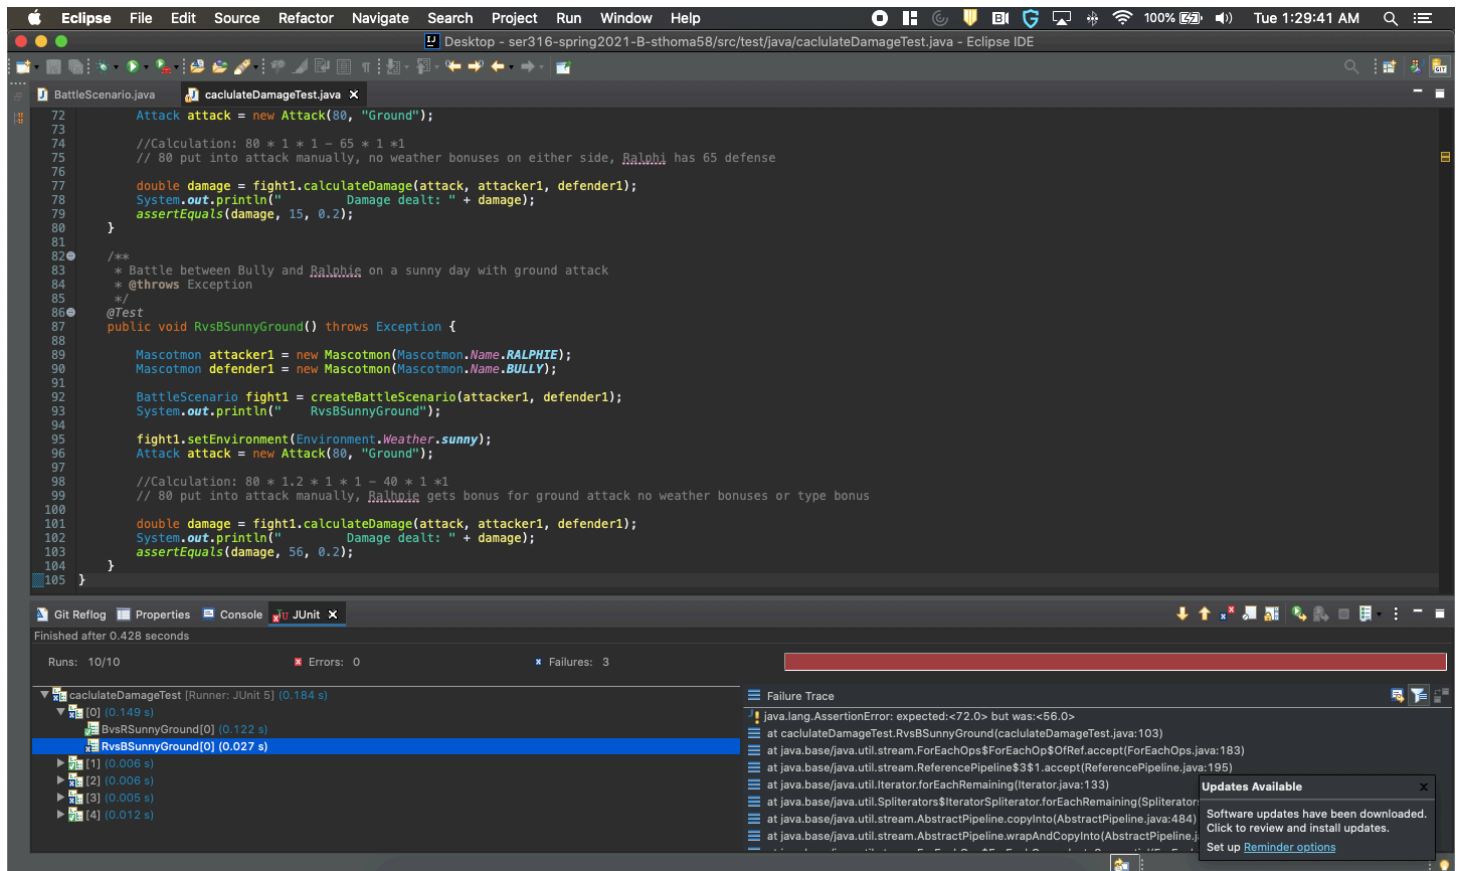 Eclipse File Edit Source Refactor Navigate Search Project Run Window Help 100% Tue 1:29:41 AM
Desktop - ser316-spring2021-B-sthoma58/src/test/java/caclulateDamageTest.java - Eclipse IDE
BattleScenario.java caclulateDamageTest.java
72 Attack attack = new Attack(80, "Ground");
73
74 //Calculation: 80 * 1 * 1 - 65 * 1 *1
75 // 80 put into attack manually, no weather bonuses on either side, Ralphi has 65 defense
76
77 double damage = fight1.calculateDamage(attack, attacker1, defender1);
78 System.out.println(" Damage dealt: " + damage);
79 assertEquals(damage, 15, 0.2);
80 }
81
82 /**
83 * Battle between Bully and Ralphie on a sunny day with ground attack
84 * @throws Exception
85 */
86 @Test
87 public void RvsBSunnyGround() throws Exception {
88
89 Mascotmon attacker1 = new Mascotmon(Mascotmon.Name.RALPHIE);
90 Mascotmon defender1 = new Mascotmon(Mascotmon.Name.BULLY);
91
92 BattleScenario fight1 = createBattleScenario(attacker1, defender1);
93 System.out.println(" RvsBSunnyGround");
94
95 fight1.setEnvironment(Environment.Weather.sunny);
96 Attack attack = new Attack(80, "Ground");
97
98 //Calculation: 80 * 1.2 * 1 * 1 - 40 * 1 *1
99 // 80 put into attack manually, Ralhpie gets bonus for ground attack no weather bonuses or type bonus
100
101 double damage = fight1.calculateDamage(attack, attacker1, defender1);
102 System.out.println(" Damage dealt: " + damage);
103 assertEquals(damage, 56, 0.2);
104 }
105 }
Git Reflog Properties Console JUnit
Finished after 0.428 seconds
Runs: 10/10 Errors: 0 Failures: 3
caclulateDamageTest [Runner: JUnit 5] (0.184 s)
[0] (0.149 s)
BvsRSunnyGround[0] (0.122 s)
RvsBSunnyGround[0] (0.027 s)
[1] (0.006 s)
[2] (0.006 s)
[3] (0.005 s)
[4] (0.012 s)
Failure Trace
java.lang.AssertionError: expected:<72.0> but was:<56.0>
at caclulateDamageTest.RvsBSunnyGround(caclulateDamageTest.java:103)
at java.base/java.util.stream.ForEachOps$ForEachOp$OfRef.accept(ForEachOps.java:183)
at java.base/java.util.stream.ReferencePipeline$3$1.accept(ReferencePipeline.java:195)
at java.base/java.util.Iterator.forEachRemaining(Iterator.java:133)
at java.base/java.util.Spliterators$IteratorSpliterator.forEachRemaining(Spliterators
at java.base/java.util.stream.AbstractPipeline.copyInto(AbstractPipeline.java:484)
at java.base/java.util.stream.AbstractPipeline.wrapAndCopyInto(AbstractPipeline.j
Updates Available
Software updates have been downloaded.
Click to review and install updates.
Set up Reminder options